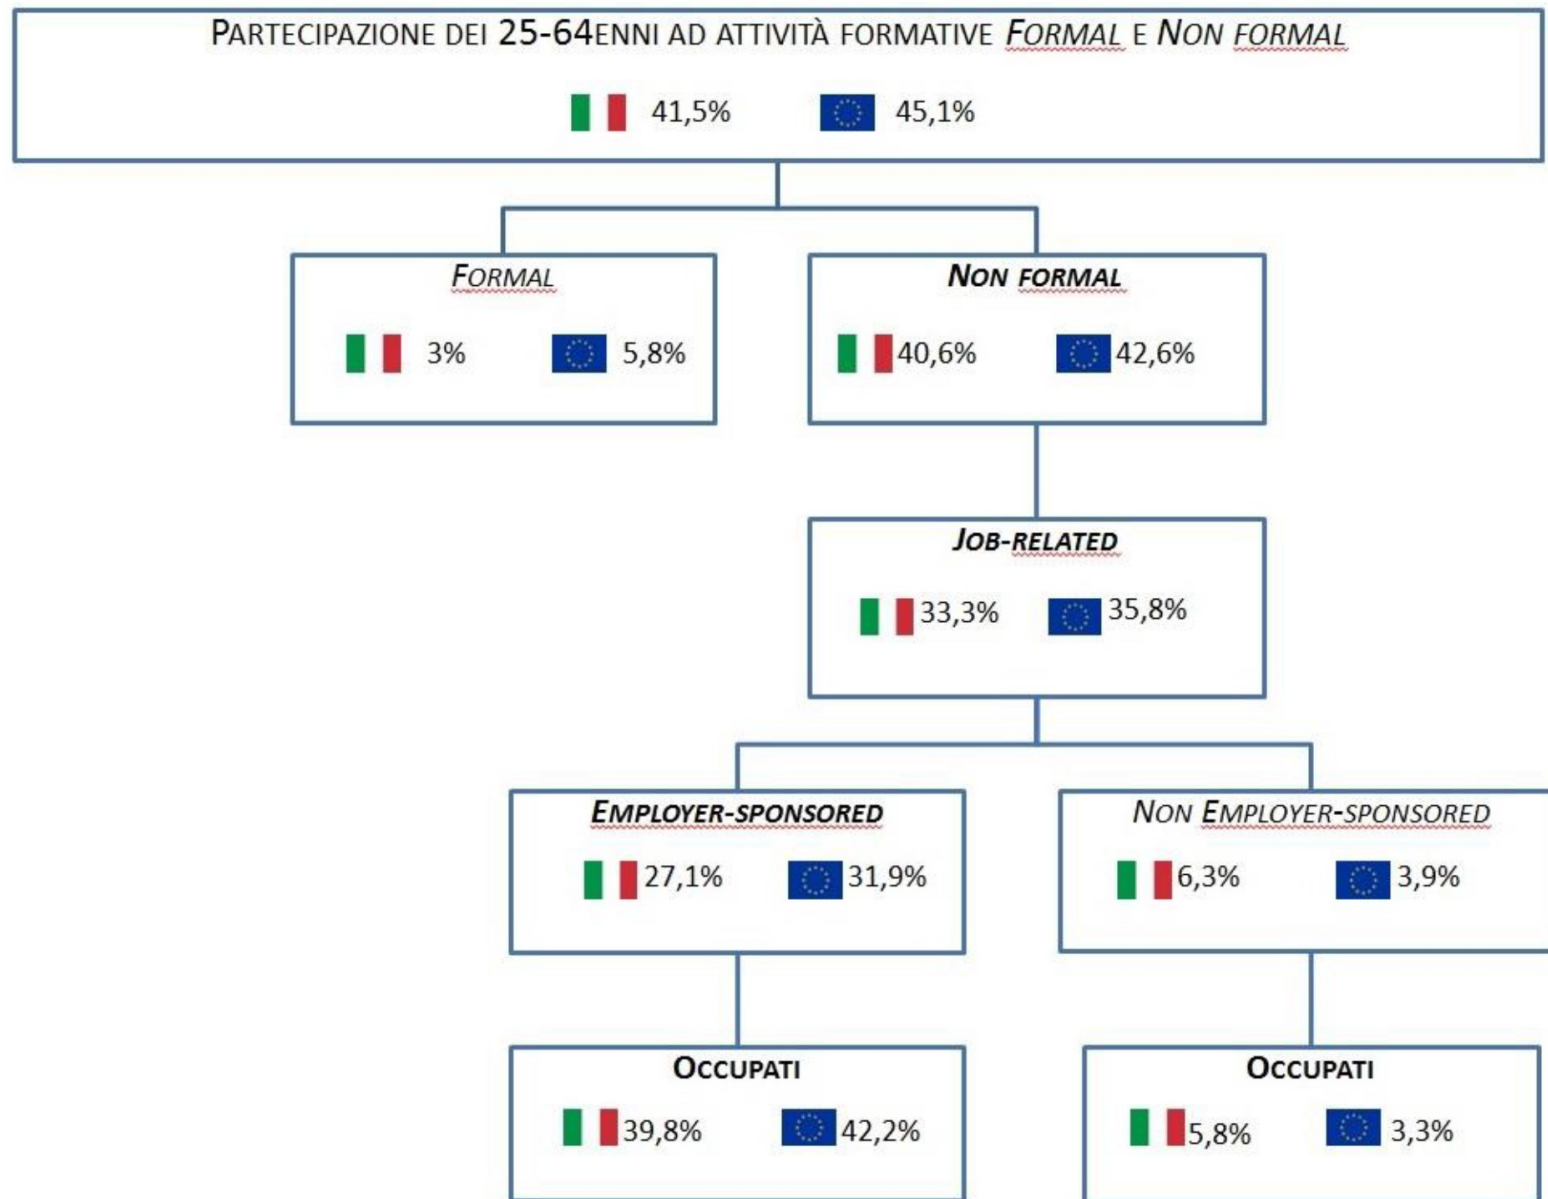 PARTECIPAZIONE DEI 25-64ENNI AD ATTIVITÀ FORMATIVE FORMAL E NON FORMAL
41,5% 45,1%
FORMAL
3% 5,8%
NON FORMAL
40,6% 42,6%
JOB-RELATED
33,3% 35,8%
EMPLOYER-SPONSORED
27,1% 31,9%
NON EMPLOYER-SPONSORED
6,3% 3,9%
OCCUPATI
39,8% 42,2%
OCCUPATI
5,8% 3,3%